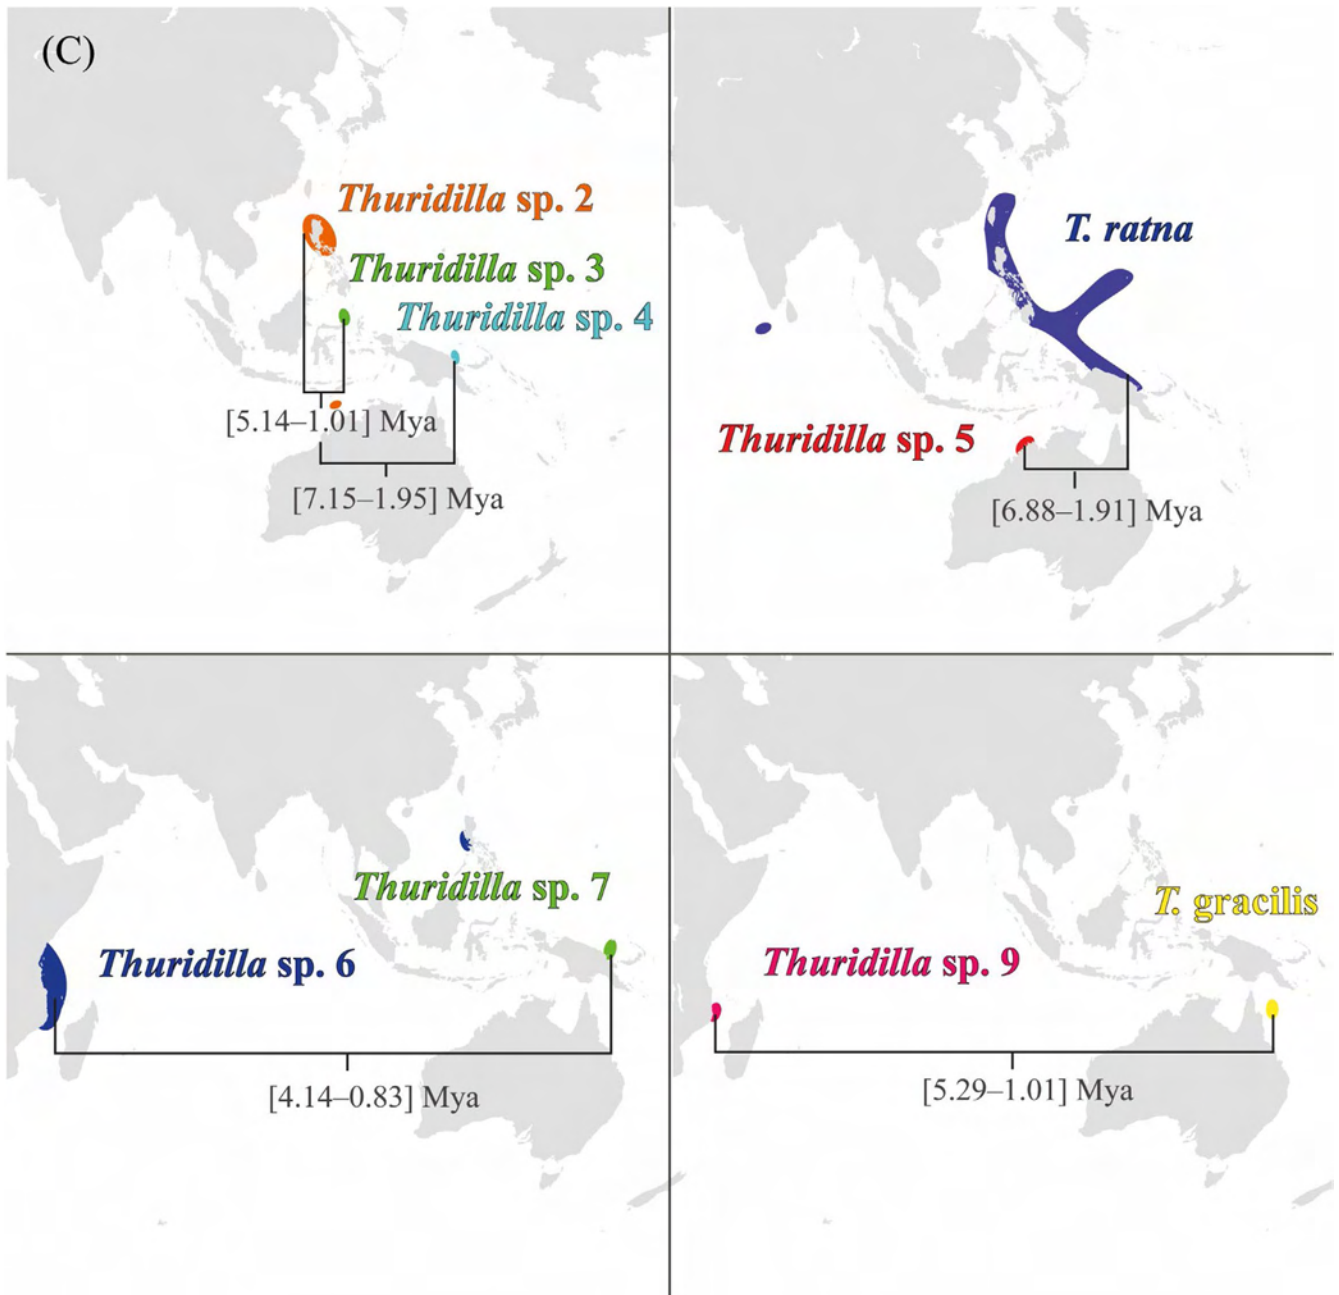 (C)
Thuridilla sp. 2
Thuridilla sp. 3
Thuridilla sp. 4
[5.14–1.01] Mya
[7.15–1.95] Mya
T. ratna
Thuridilla sp. 5
[6.88–1.91] Mya
Thuridilla sp. 7
Thuridilla sp. 6
[4.14–0.83] Mya
T. gracilis
Thuridilla sp. 9
[5.29–1.01] Mya